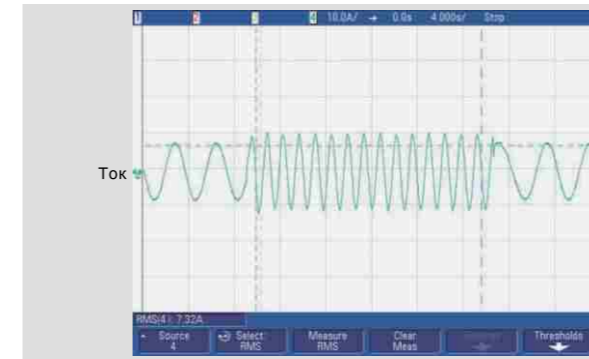 1 2 3 4 10.0A/ 0.0s 4.000s/ Stop
Ток
RMS(4): 7.32A
Source Select: Measure Clear Thresholds
4 RMS RMS Meas